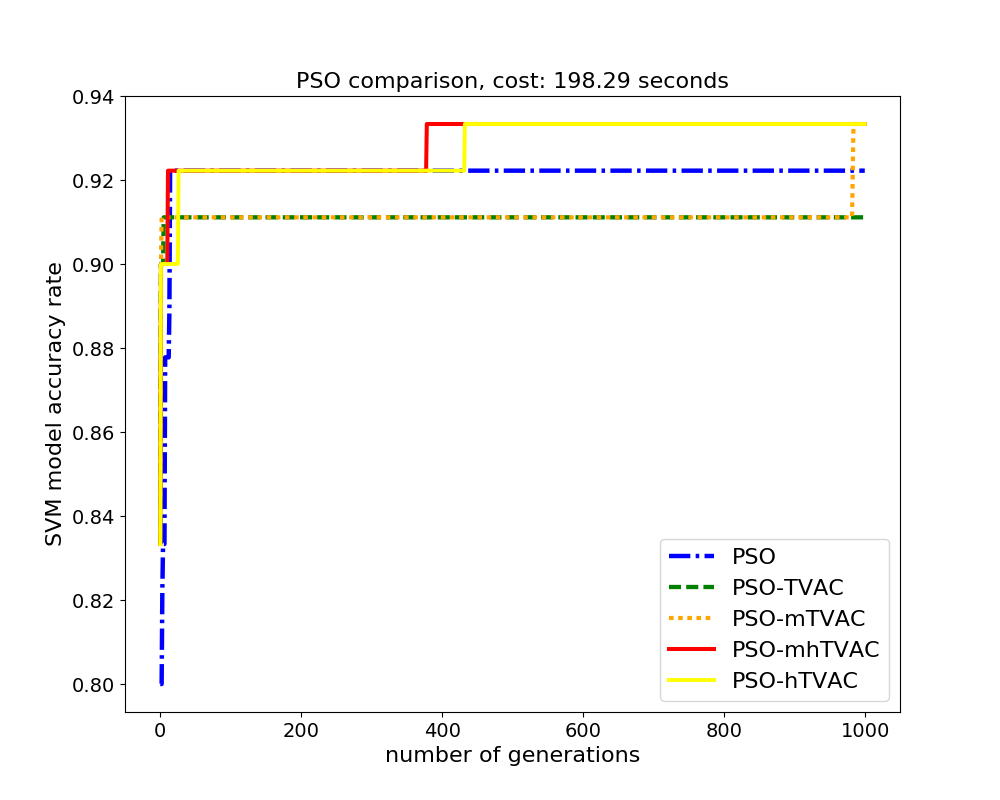 PSO comparison, cost: 198.29 seconds
0.94
0.92
0.90
0.88
0.86
0.84
0.82
0.80
SVM model accuracy rate
PSO
PSO-TVAC
PSO-mTVAC
PSO-mhTVAC
PSO-hTVAC
0 200 400 600 800 1000
number of generations